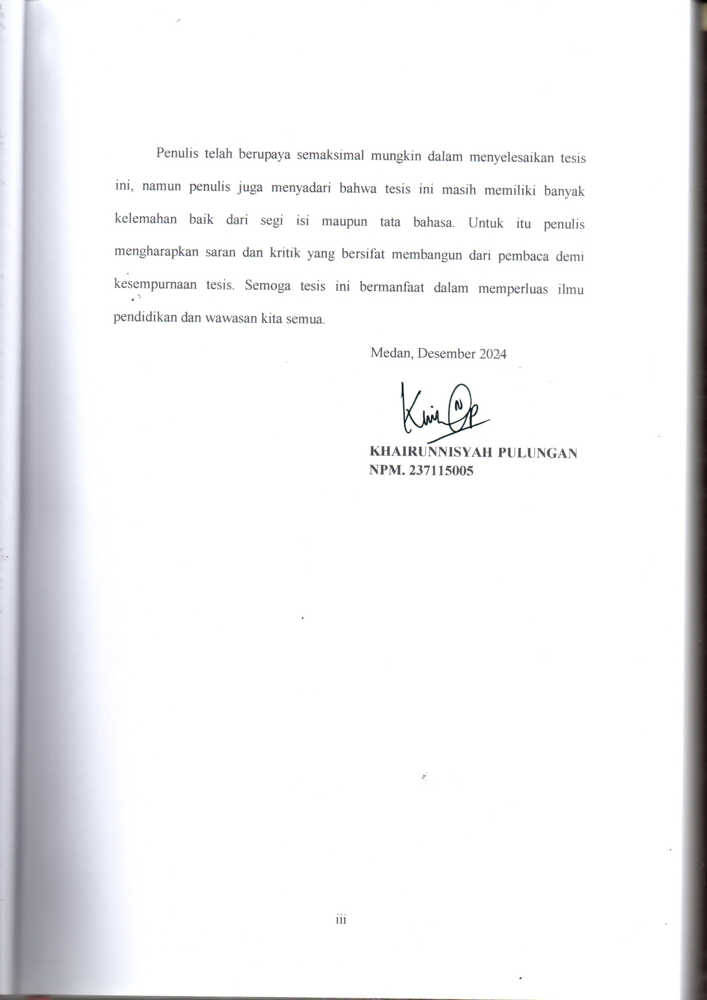 Penulis telah berupaya semaksimal mungkin dalam menyelesaikan tesis
ini, namun penulis juga menyadari bahwa tesis ini masih memiliki banyak
kelemahan baik dari segi isi maupun tata bahasa. Untuk itu penulis
mengharapkan saran dan kritik yang bersifat membangun dari pembaca demi
kesempurnaan tesis. Semoga tesis ini bermanfaat dalam memperluas ilmu
pendidikan dan wawasan kita semua.
Medan, Desember 2024
KHAIRUNNISYAH PULUNGAN
NPM. 237115005
iii